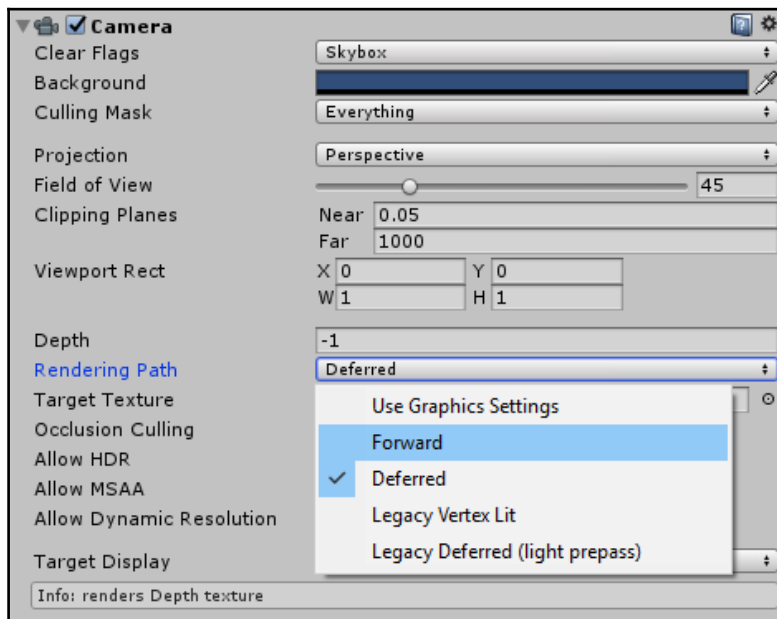 Camera
Clear Flags Skybox
Background
Culling Mask Everything
Projection Perspective
Field of View 45
Clipping Planes Near 0.05
Far 1000
Viewport Rect X 0 Y 0
W 1 H 1
Depth -1
Rendering Path Deferred
Target Texture
Use Graphics Settings
Occlusion Culling
Forward
Allow HDR
Deferred
Allow MSAA
Legacy Vertex Lit
Allow Dynamic Resolution
Legacy Deferred (light prepass)
Target Display
Info: renders Depth texture